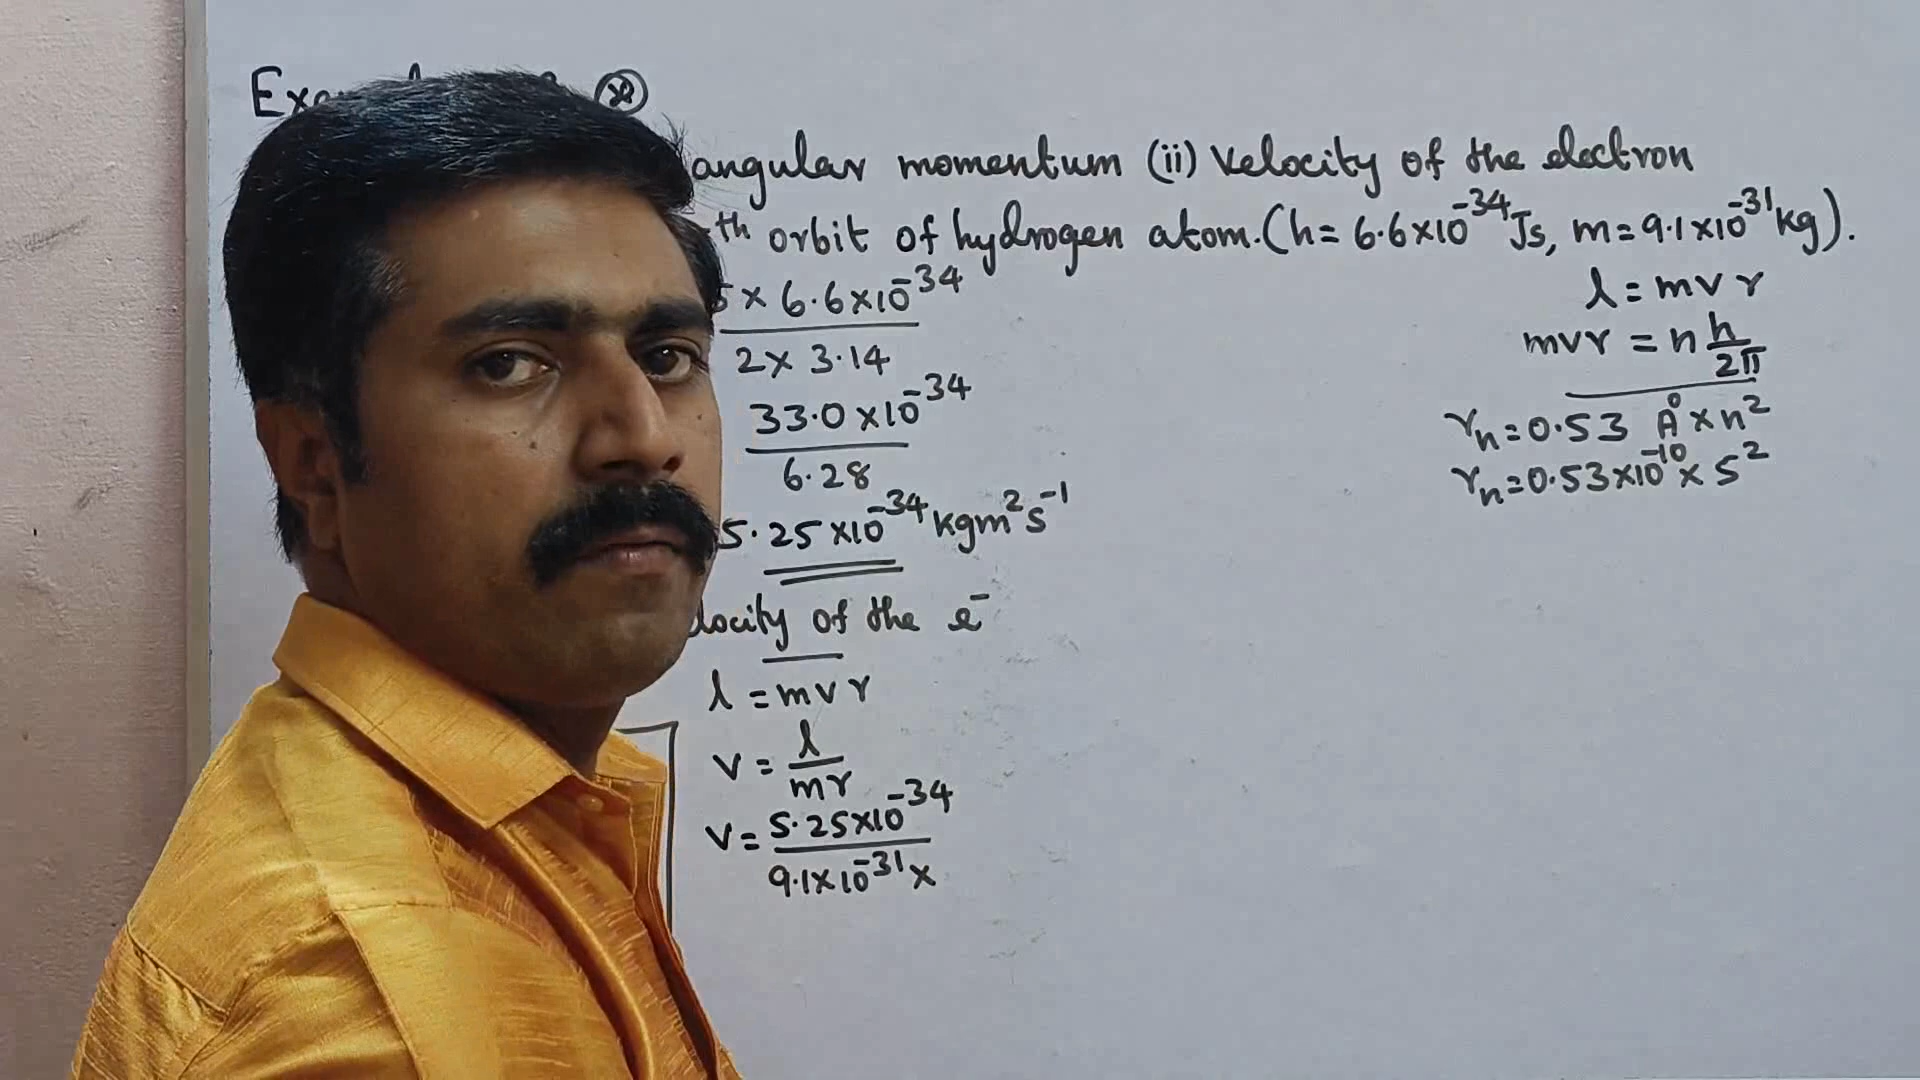 angular momentum (ii) Velocity of the electron
th orbit of hydrogen atom. (h = 6.6×10⁻³⁴ Js, m = 9.1×10⁻³¹ kg).
5 × 6.6×10⁻³⁴
2 × 3.14
33.0 ×10⁻³⁴
6.28
5.25 ×10⁻³⁴ kgm²s⁻¹
locity of the e⁻
l = mvr
v = l
mr
v = 5.25×10⁻³⁴
9.1×10⁻³¹ ×
l = mvr
mvr = n h
2π
rₙ = 0.53 A⁰ × n²
rₙ = 0.53×10⁻¹⁰ × 5²